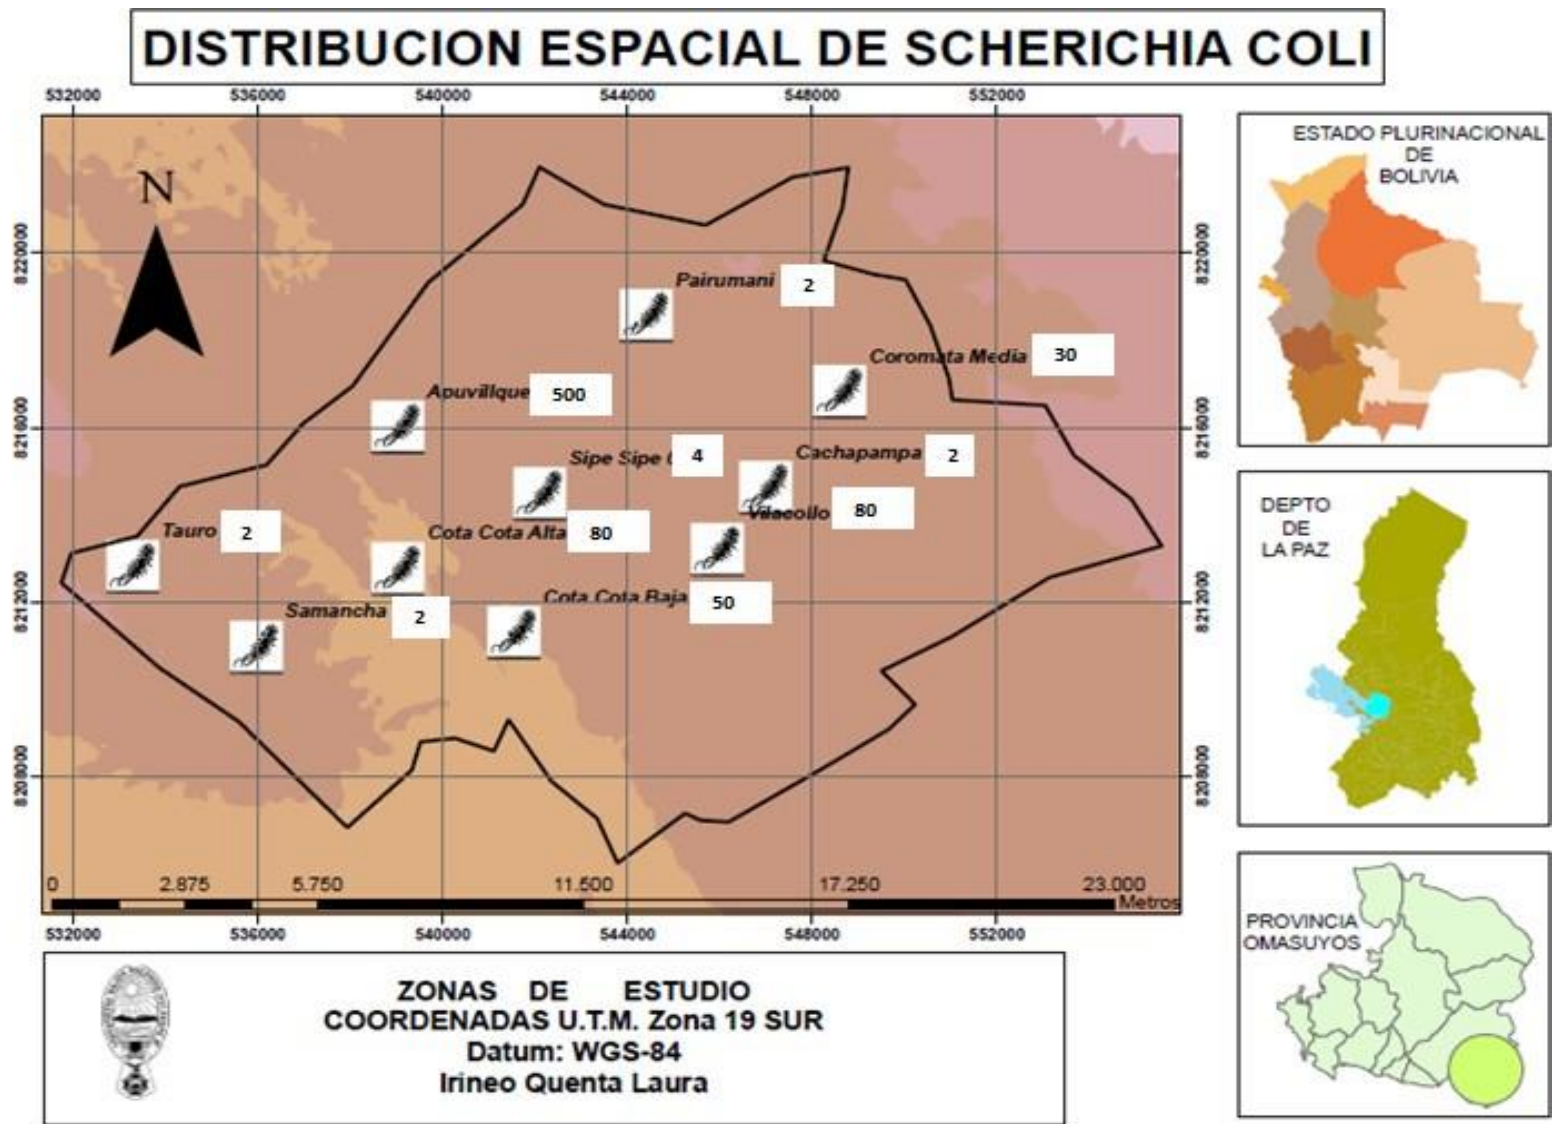 DISTRIBUCION ESPACIAL DE SCHERICHIA COLI
532000 536000 540000 544000 548000 552000
N
8220000
8216000
8212000
8208000
Pairumani 2
Coromata Media 30
Apuvillque 500
Sipe Sipe 4
Cachapampa 2
Vilacollo 80
Tauro 2
Cota Cota Alta 80
Cota Cota Baja 50
Samancha 2
8220000
8216000
8212000
8208000
0 2.875 5.750 11.500 17.250 23.000
Metros
532000 536000 540000 544000 548000 552000
ESTADO PLURINACIONAL
DE
BOLIVIA
DEPTO
DE
LA PAZ
PROVINCIA
OMASUYOS
ZONAS DE ESTUDIO
COORDENADAS U.T.M. Zona 19 SUR
Datum: WGS-84
Irineo Quenta Laura